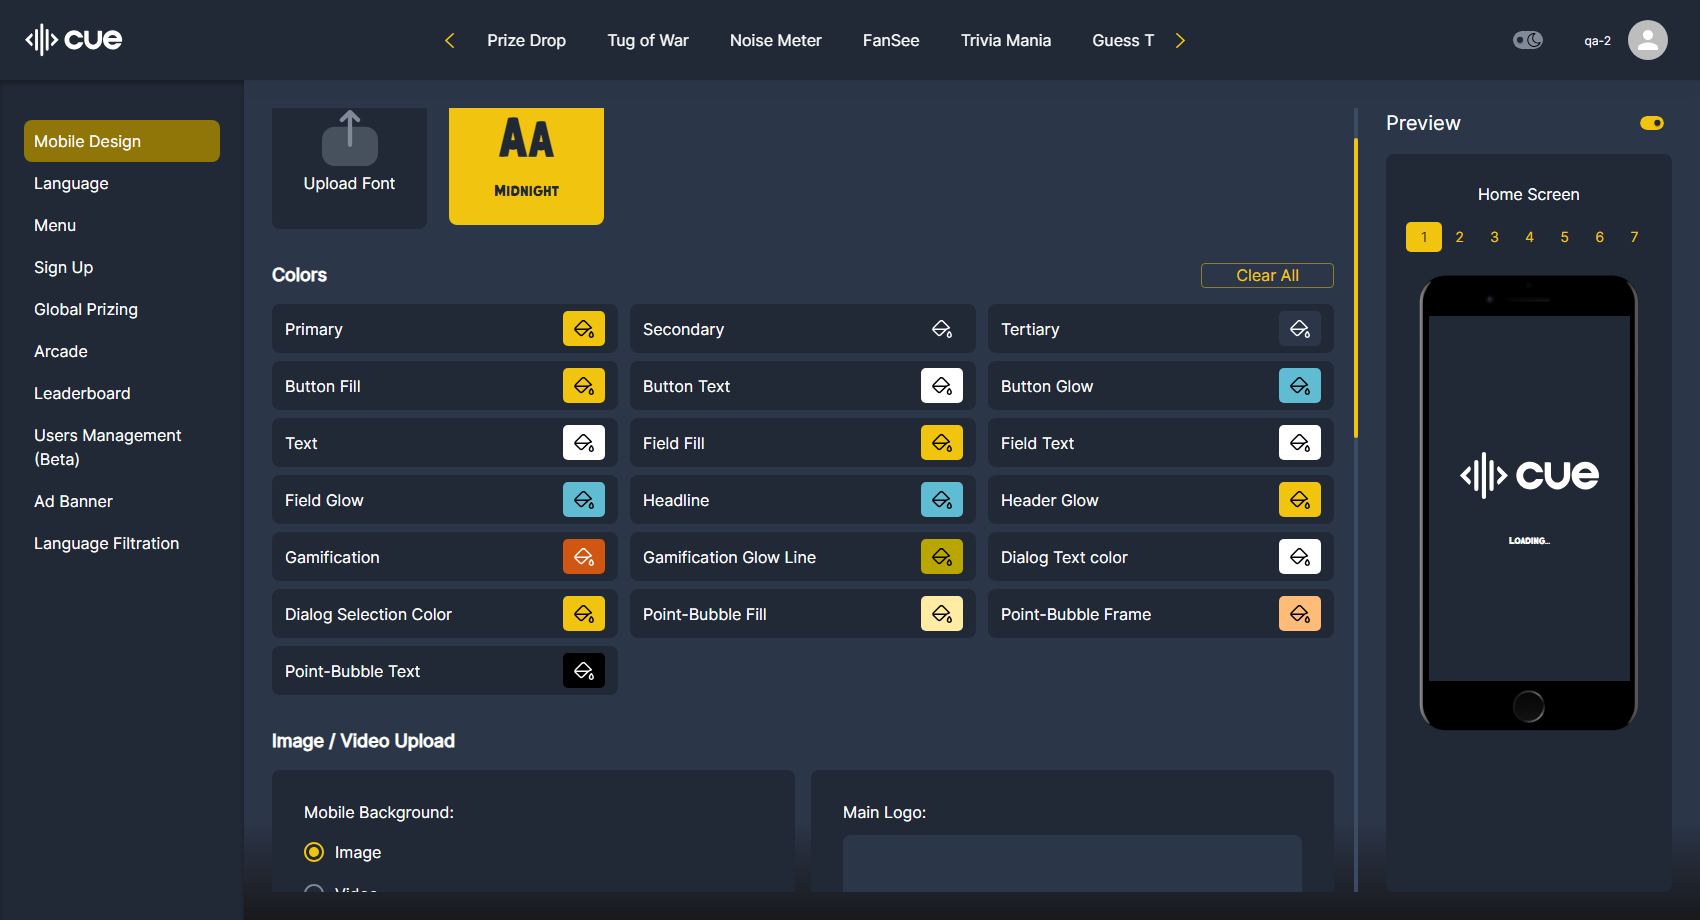 cue
Prize Drop
Tug of War
Noise Meter
FanSee
Trivia Mania
Guess T
qa-2
Mobile Design
Language
Menu
Sign Up
Global Prizing
Arcade
Leaderboard
Users Management
(Beta)
Ad Banner
Language Filtration
Upload Font
AA
MIDNIGHT
Colors
Clear All
Primary
Secondary
Tertiary
Button Fill
Button Text
Button Glow
Text
Field Fill
Field Text
Field Glow
Headline
Header Glow
Gamification
Gamification Glow Line
Dialog Text color
Dialog Selection Color
Point-Bubble Fill
Point-Bubble Frame
Point-Bubble Text
Image / Video Upload
Mobile Background:
Image
Video
Main Logo:
Preview
Home Screen
1 2 3 4 5 6 7
cue
LOADING...